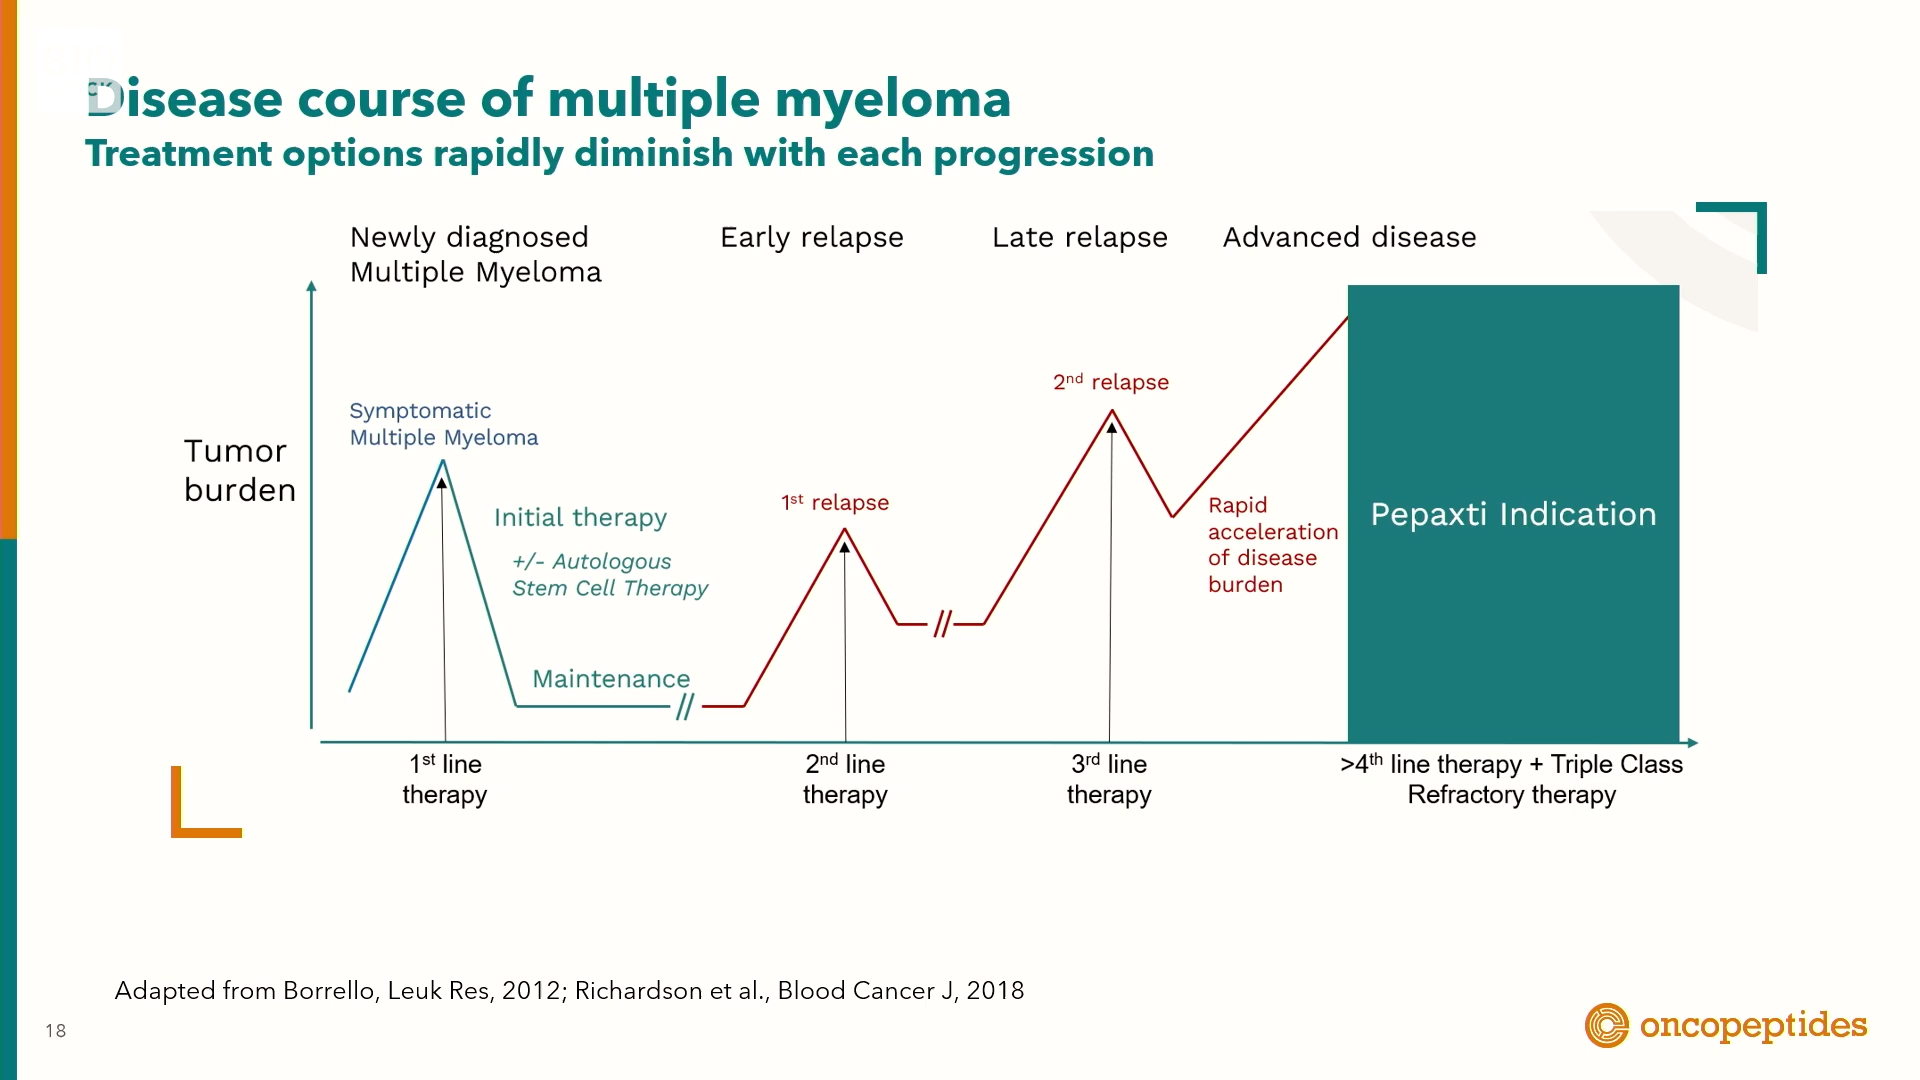 Disease course of multiple myeloma
Treatment options rapidly diminish with each progression
Newly diagnosed
Multiple Myeloma
Early relapse
Late relapse
Advanced disease
Tumor
burden
Symptomatic
Multiple Myeloma
Initial therapy
+/- Autologous
Stem Cell Therapy
Maintenance
1st relapse
2nd relapse
Rapid
acceleration
of disease
burden
Pepaxti Indication
1st line
therapy
2nd line
therapy
3rd line
therapy
>4th line therapy + Triple Class
Refractory therapy
Adapted from Borrello, Leuk Res, 2012; Richardson et al., Blood Cancer J, 2018
18
oncopeptides